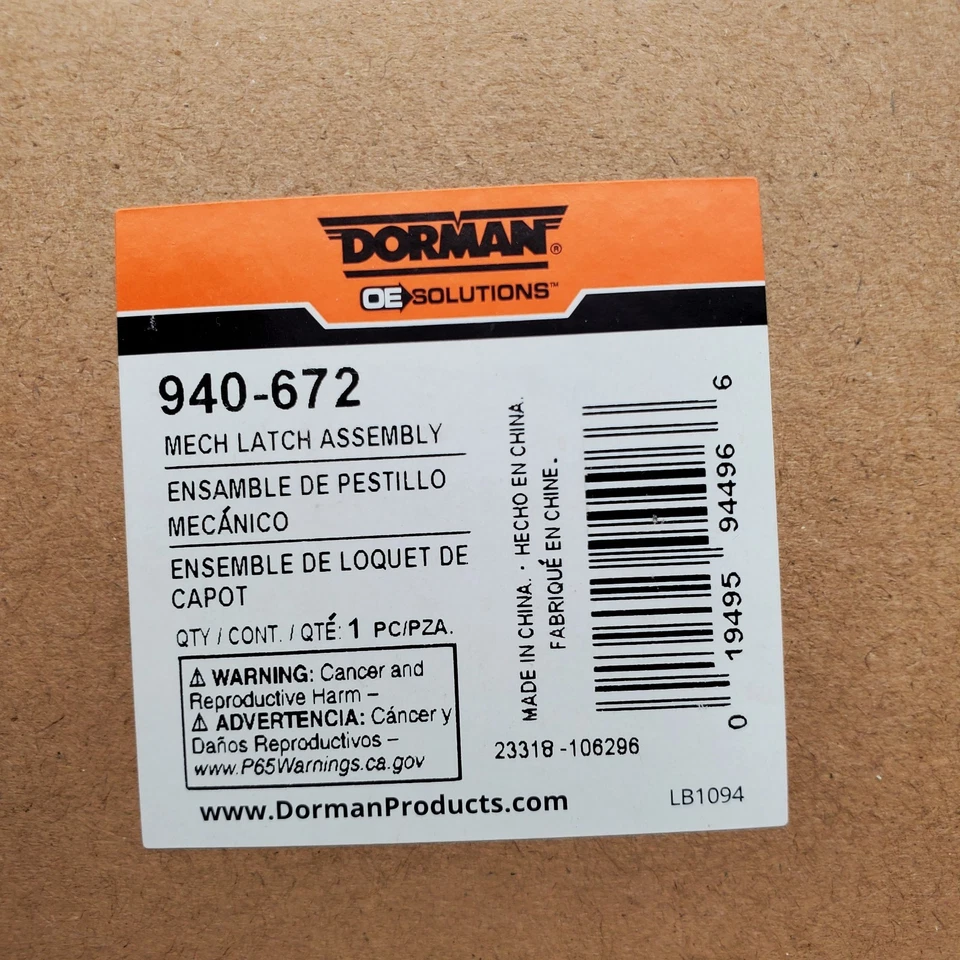 DORMAN®
OE SOLUTIONS™
940-672
MECH LATCH ASSEMBLY
ENSAMBLE DE PESTILLO
MECÁNICO
ENSEMBLE DE LOQUET DE
CAPOT
QTY / CONT. / QTÉ: 1 PC/PZA.
⚠ WARNING: Cancer and
Reproductive Harm –
⚠ ADVERTENCIA: Cáncer y
Daños Reproductivos –
www.P65Warnings.ca.gov
www.DormanProducts.com
MADE IN CHINA. · HECHO EN CHINA.
FABRIQUÉ EN CHINE.
0 19495 94496 6
23318 -106296
LB1094